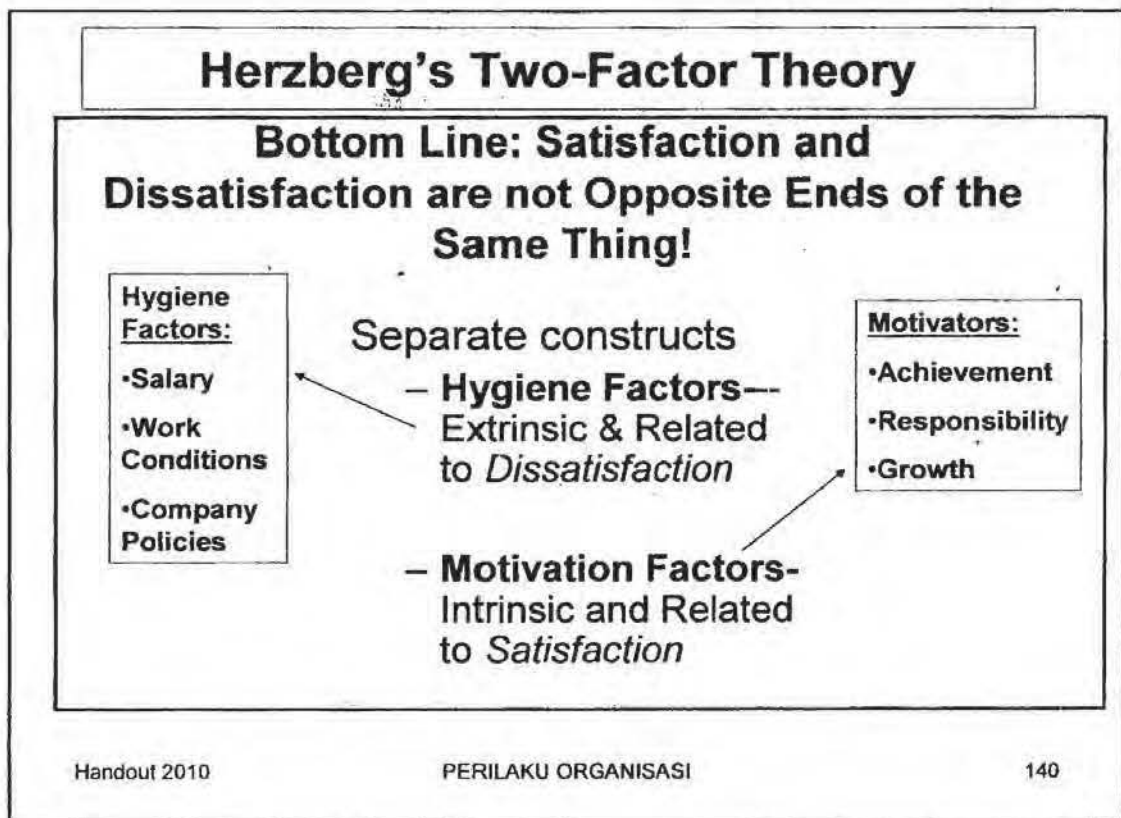 Herzberg's Two-Factor Theory
Bottom Line: Satisfaction and
Dissatisfaction are not Opposite Ends of the
Same Thing!
Hygiene
Factors:
•Salary
•Work
Conditions
•Company
Policies
Separate constructs
– Hygiene Factors---
Extrinsic & Related
to Dissatisfaction
– Motivation Factors-
Intrinsic and Related
to Satisfaction
Motivators:
•Achievement
•Responsibility
•Growth
Handout 2010
PERILAKU ORGANISASI
140